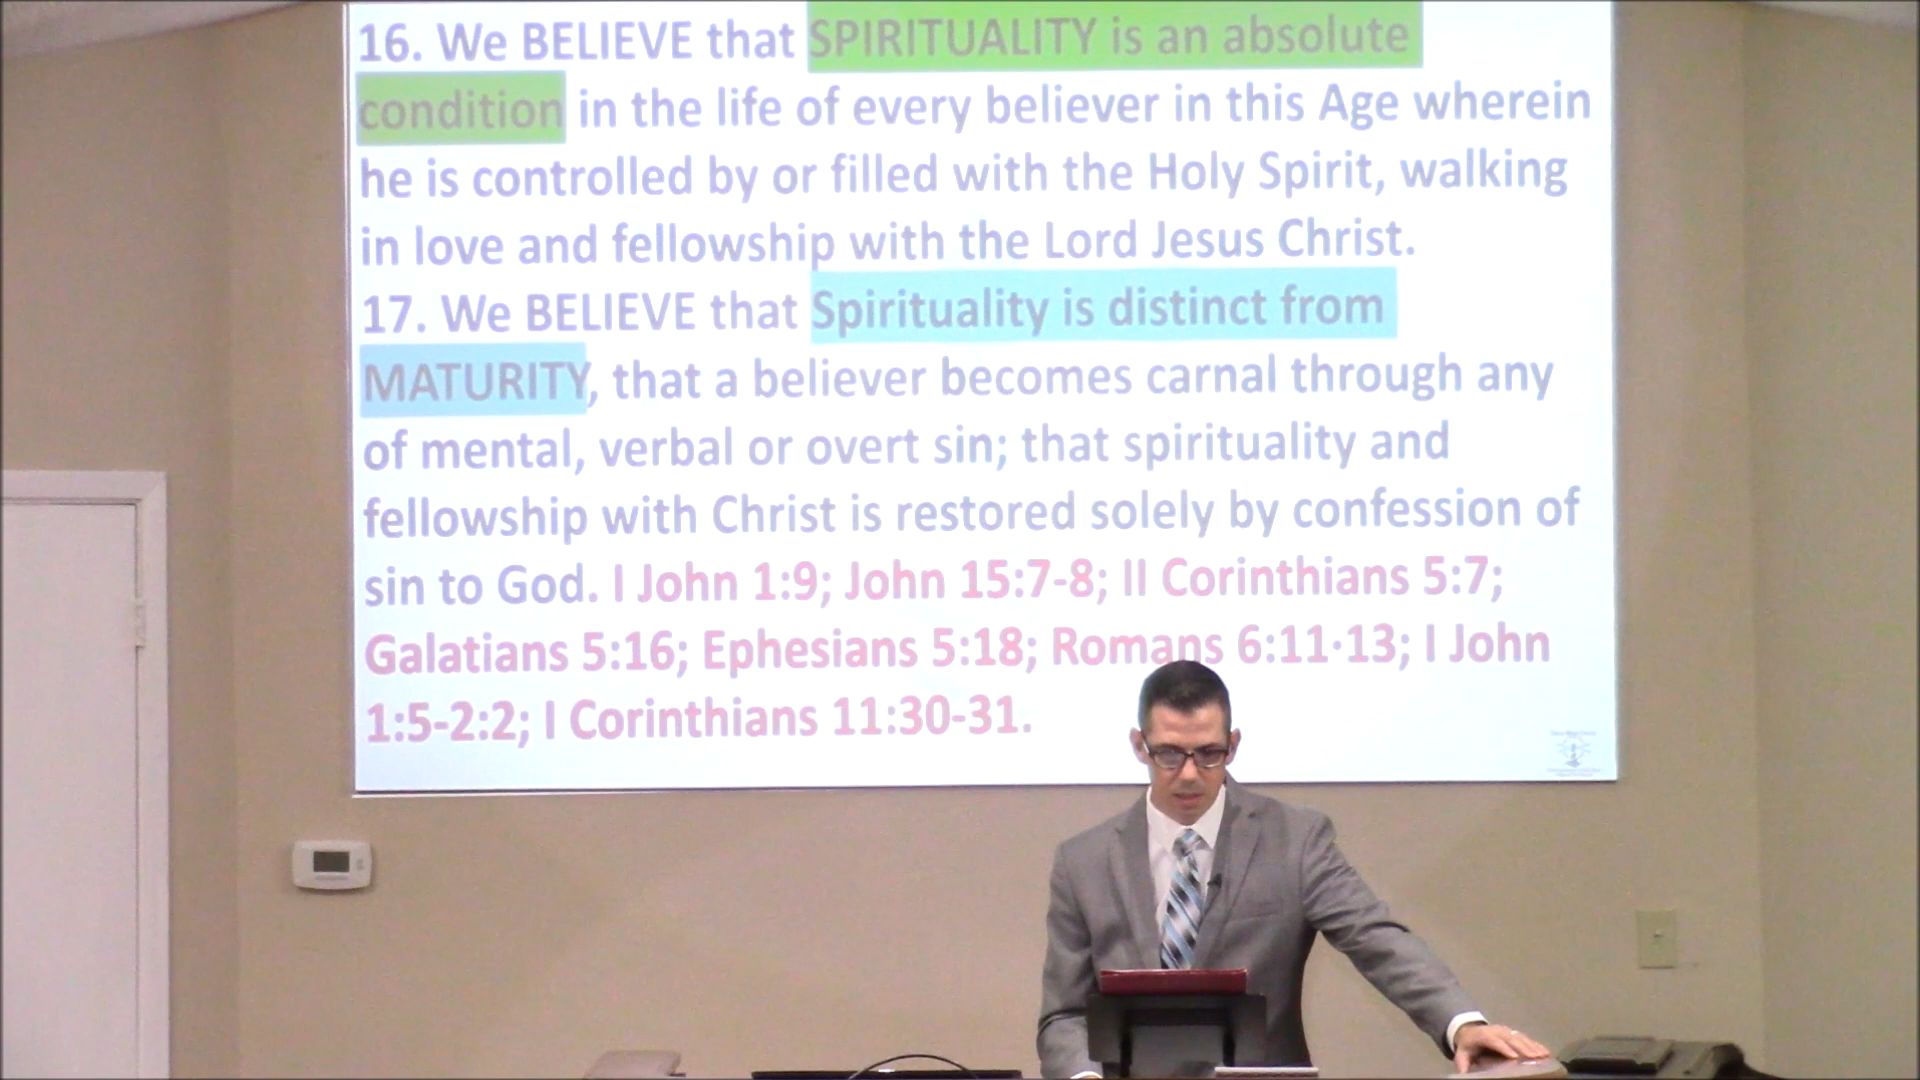 16. We BELIEVE that SPIRITUALITY is an absolute
condition in the life of every believer in this Age wherein
he is controlled by or filled with the Holy Spirit, walking
in love and fellowship with the Lord Jesus Christ.
17. We BELIEVE that Spirituality is distinct from
MATURITY, that a believer becomes carnal through any
of mental, verbal or overt sin; that spirituality and
fellowship with Christ is restored solely by confession of
sin to God. I John 1:9; John 15:7-8; II Corinthians 5:7;
Galatians 5:16; Ephesians 5:18; Romans 6:11·13; I John
1:5-2:2; I Corinthians 11:30-31.